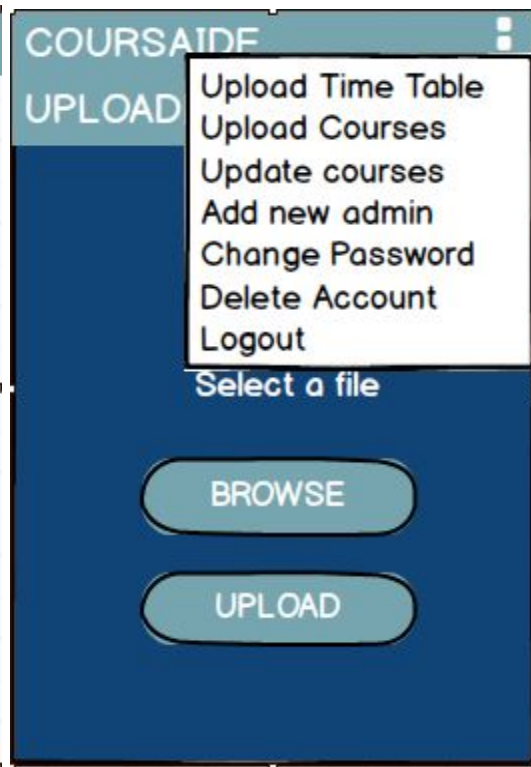 COURSAIDE
UPLOAD
Upload Time Table
Upload Courses
Update courses
Add new admin
Change Password
Delete Account
Logout
Select a file
BROWSE
UPLOAD